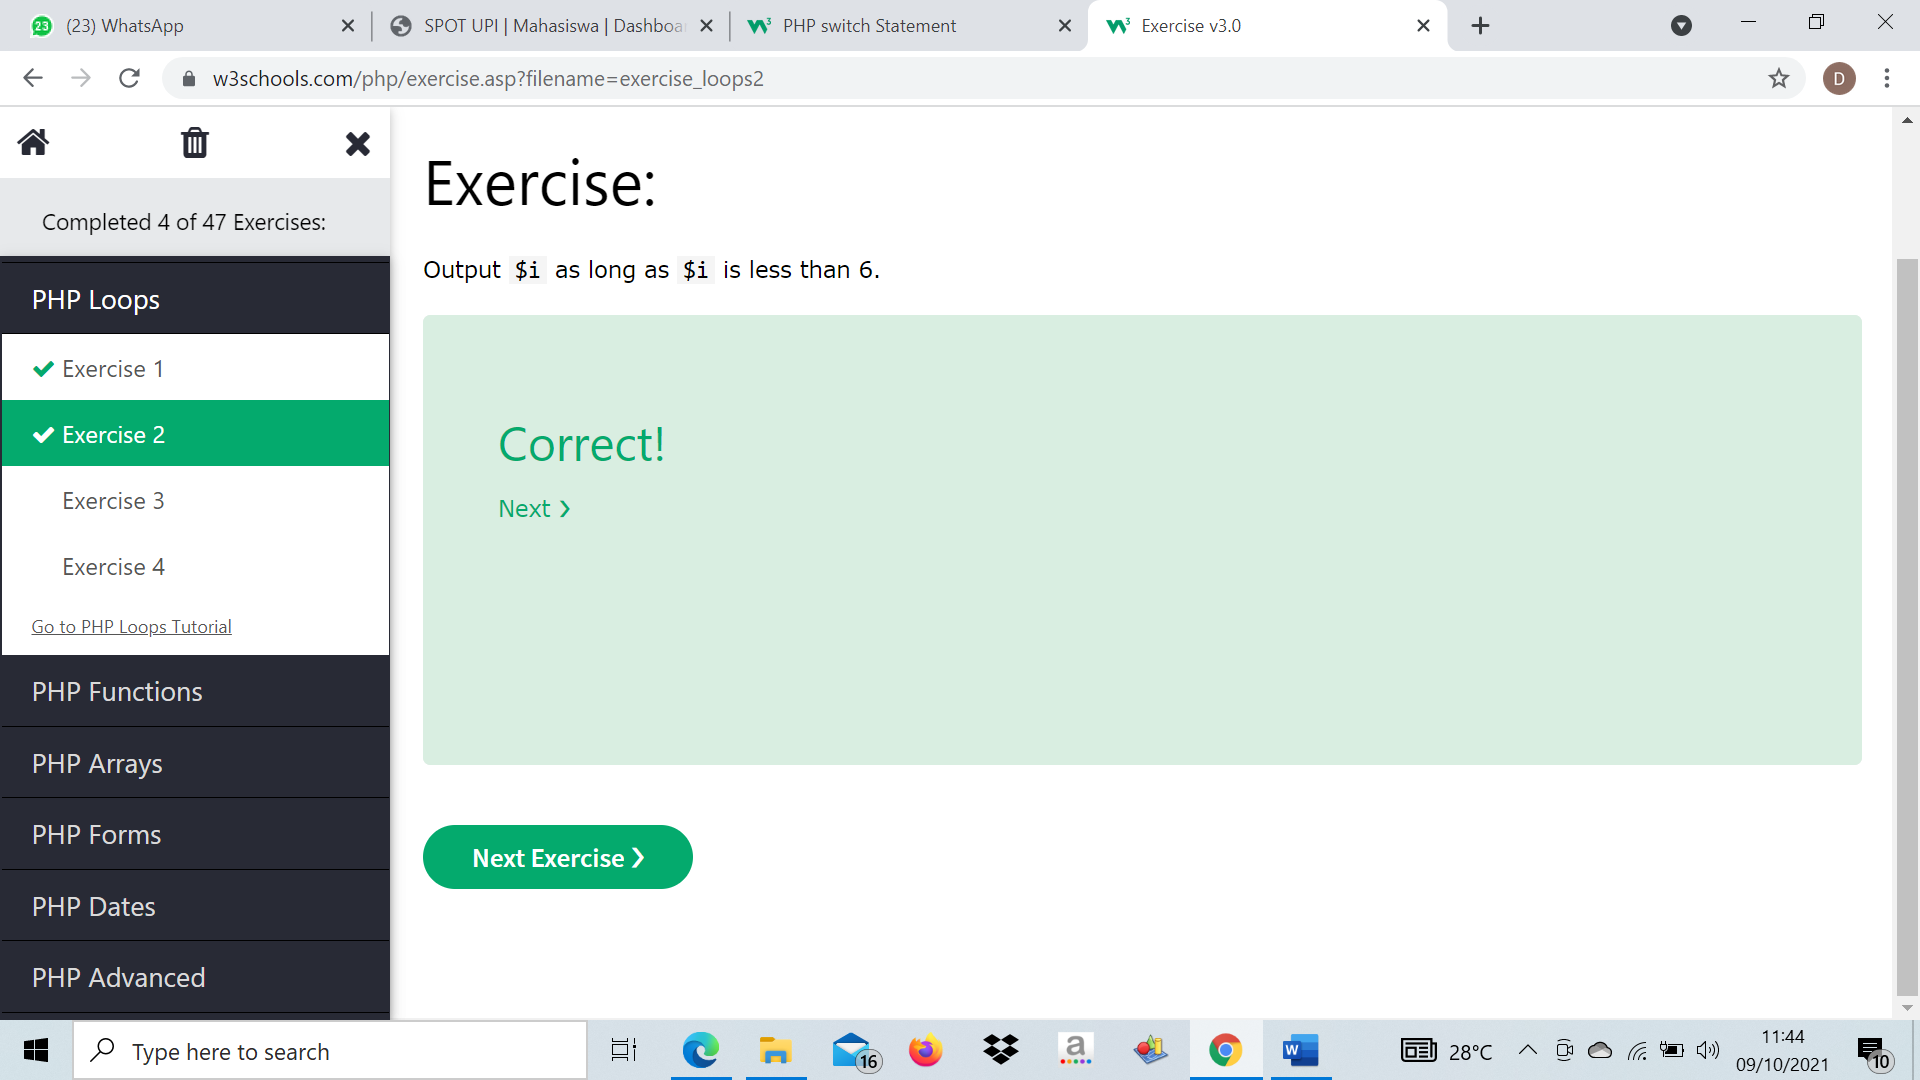 23 (23) WhatsApp
SPOT UPI | Mahasiswa | Dashboa
PHP switch Statement
Exercise v3.0
w3schools.com/php/exercise.asp?filename=exercise_loops2
D
Completed 4 of 47 Exercises:
PHP Loops
Exercise 1
Exercise 2
Exercise 3
Exercise 4
Go to PHP Loops Tutorial
PHP Functions
PHP Arrays
PHP Forms
PHP Dates
PHP Advanced
Exercise:
Output $i as long as $i is less than 6.
Correct!
Next ❯
Next Exercise ❯
Type here to search
16
a
W
28°C
11:44
09/10/2021
10